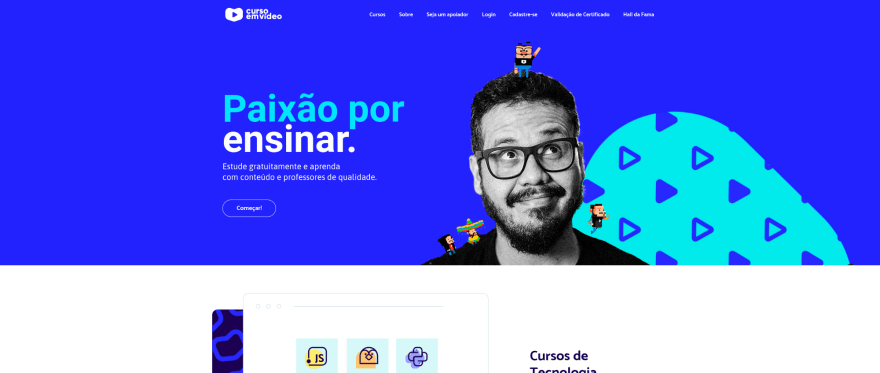 curso
em vídeo
Cursos
Sobre
Seja um apoiador
Login
Cadastre-se
Validação de Certificado
Hall da Fama
Paixão por
ensinar.
Estude gratuitamente e aprenda
com conteúdo e professores de qualidade.
Começar!
JS
Cursos de
Tecnologia